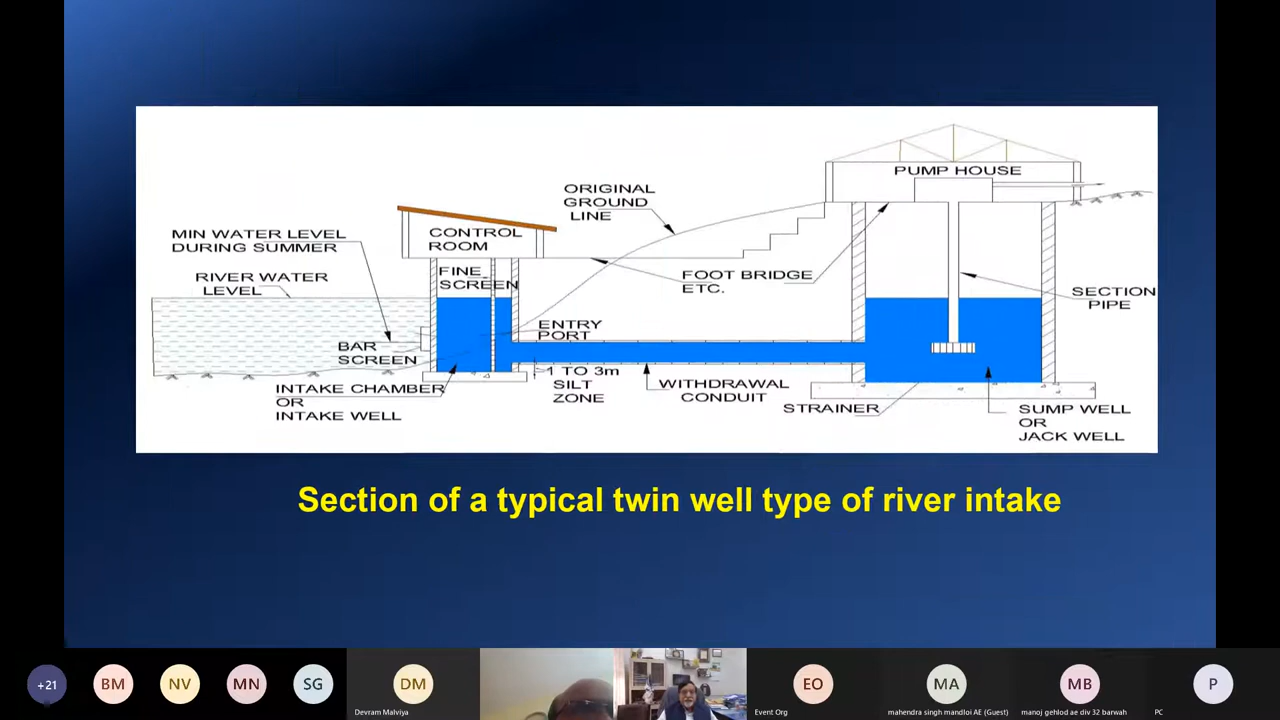 PUMP HOUSE
ORIGINAL
GROUND
LINE
MIN WATER LEVEL
DURING SUMMER
CONTROL
ROOM
RIVER WATER
LEVEL
FINE
SCREEN
FOOT BRIDGE
ETC.
SECTION
PIPE
ENTRY
PORT
BAR
SCREEN
1 TO 3m
SILT
ZONE
INTAKE CHAMBER
OR
INTAKE WELL
WITHDRAWAL
CONDUIT
STRAINER
SUMP WELL
OR
JACK WELL
Section of a typical twin well type of river intake
+21
BM
NV
MN
SG
DM
Devram Malviya
EO
Event Org
MA
mahendra singh mandloi AE (Guest)
MB
manoj gehlod ae div 32 barwah
P
PC